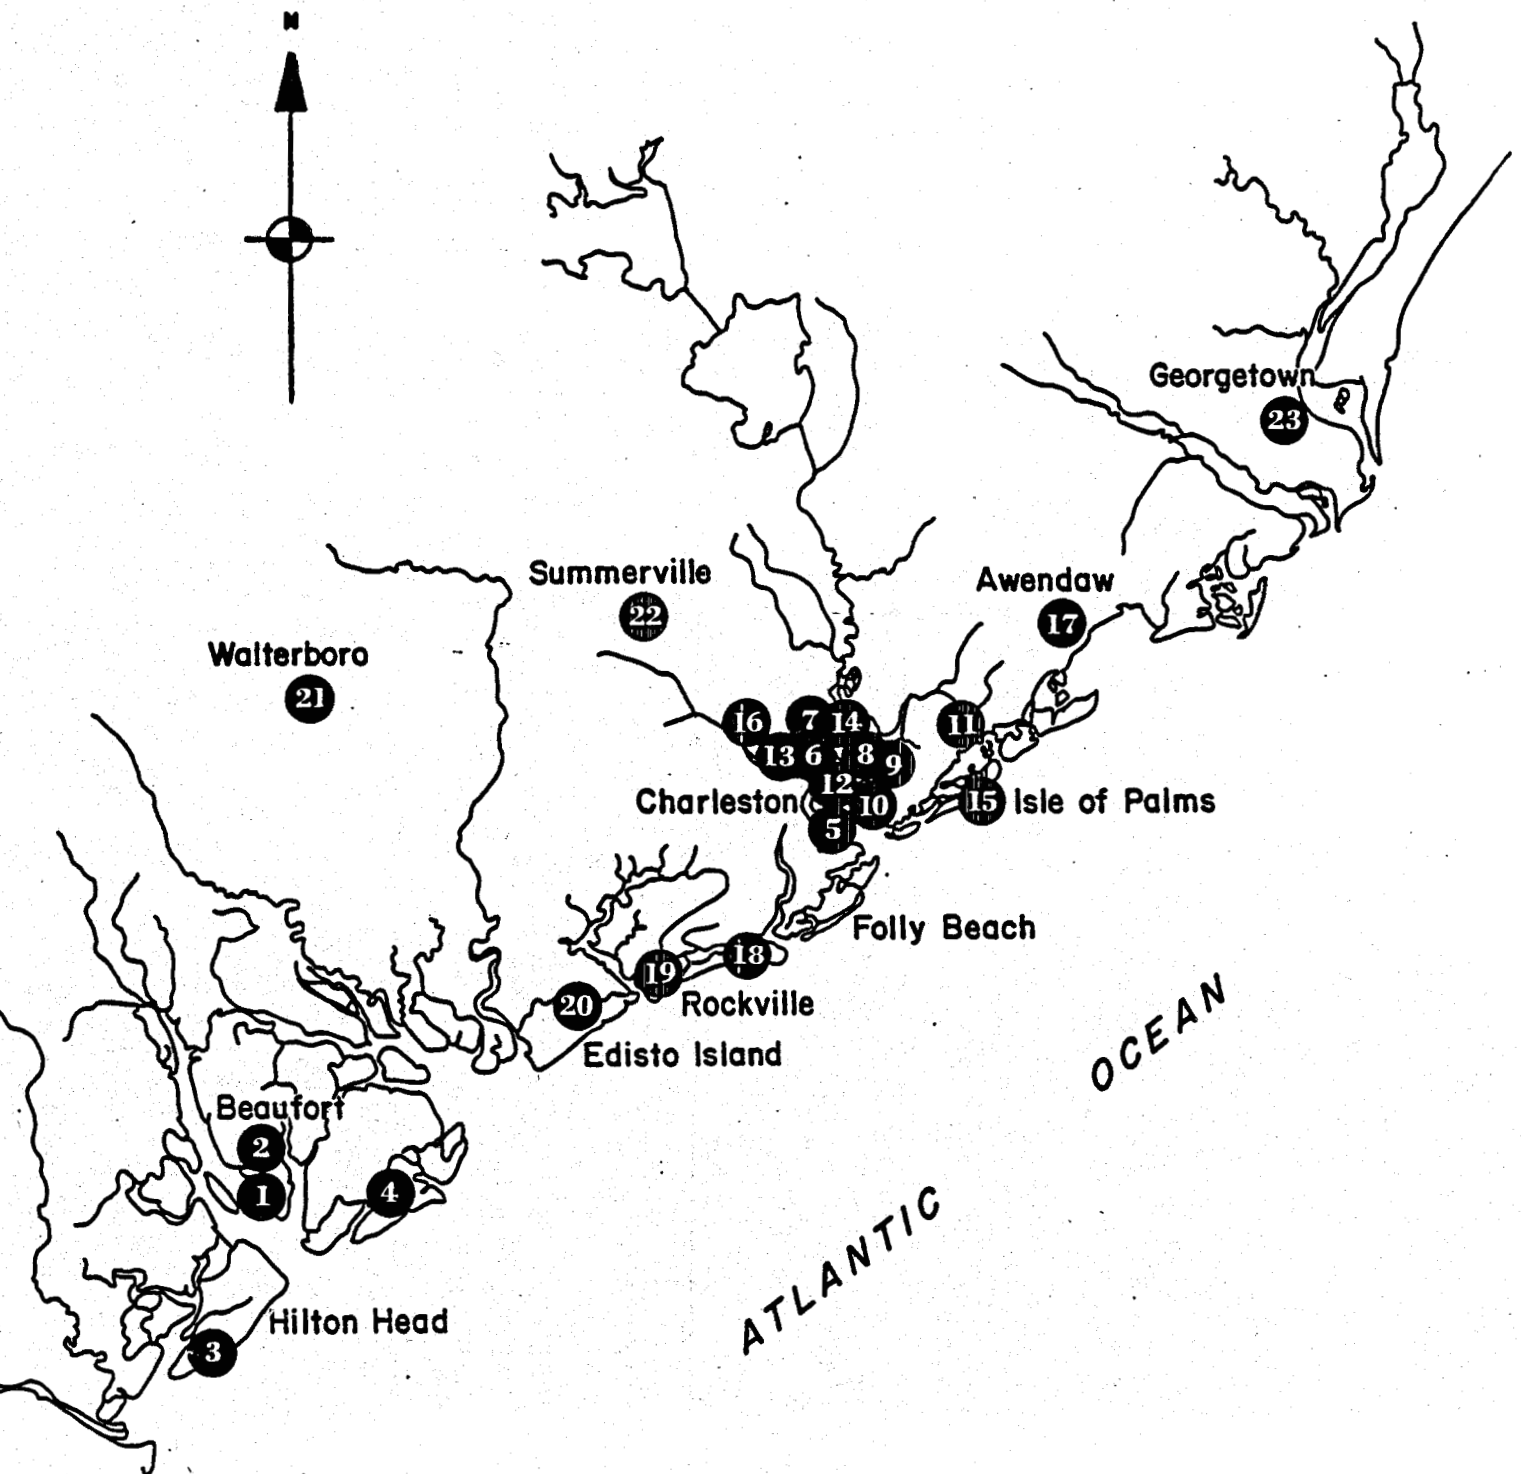 N
Georgetown
23
Summerville
22
Awendaw
17
Walterboro
21
16
7
14
11
13
6
8
9
12
Charleston
10
15
Isle of Palms
5
Folly Beach
18
19
Rockville
20
Edisto Island
OCEAN
Beaufort
2
1
4
ATLANTIC
Hilton Head
3